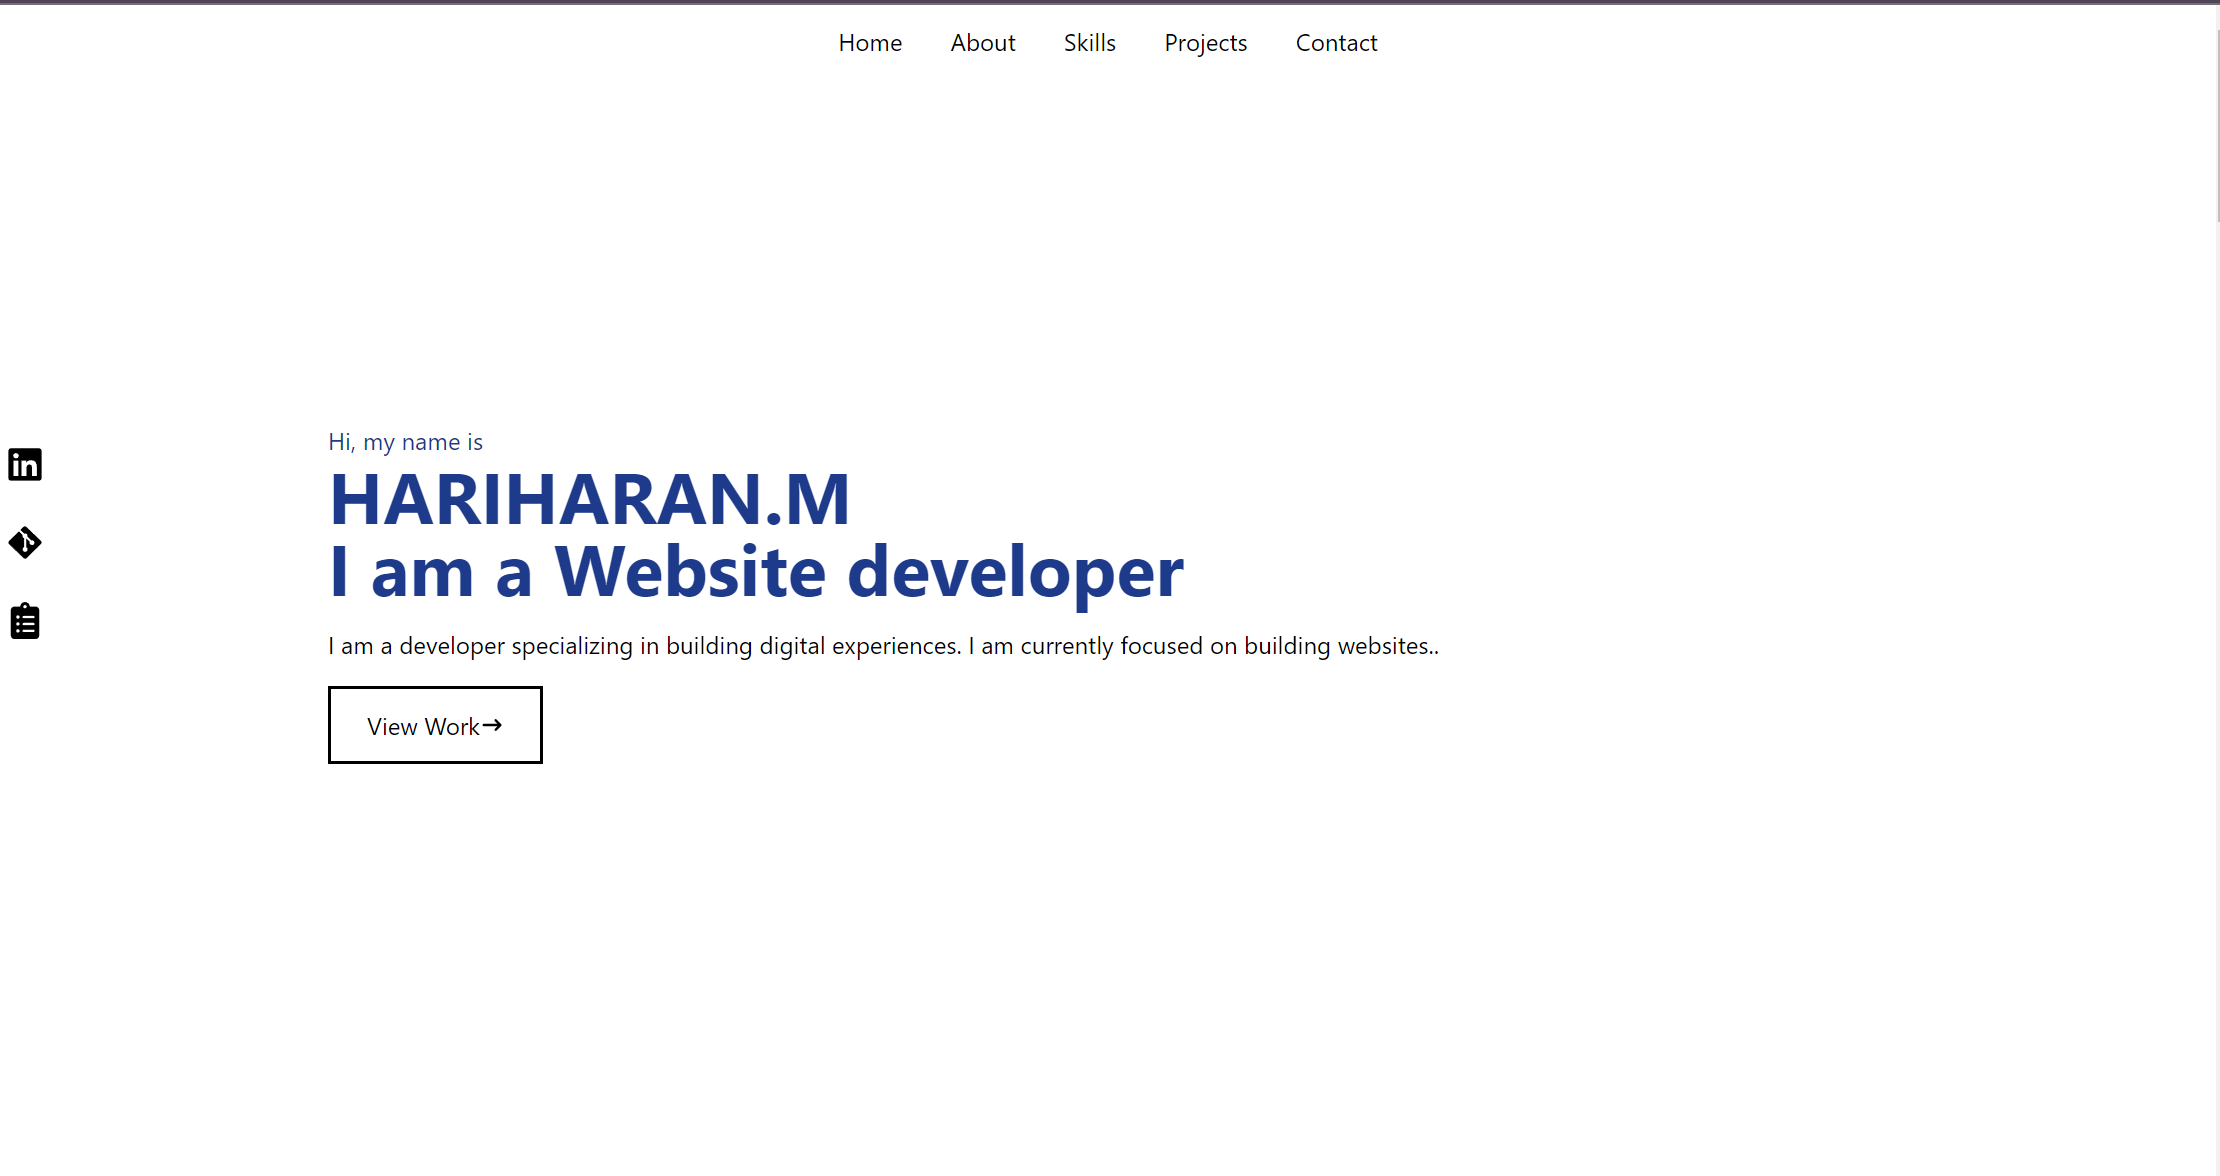 Home About Skills Projects Contact
Hi, my name is
HARIHARAN.M
I am a Website developer
in
I am a developer specializing in building digital experiences. I am currently focused on building websites..
View Work→